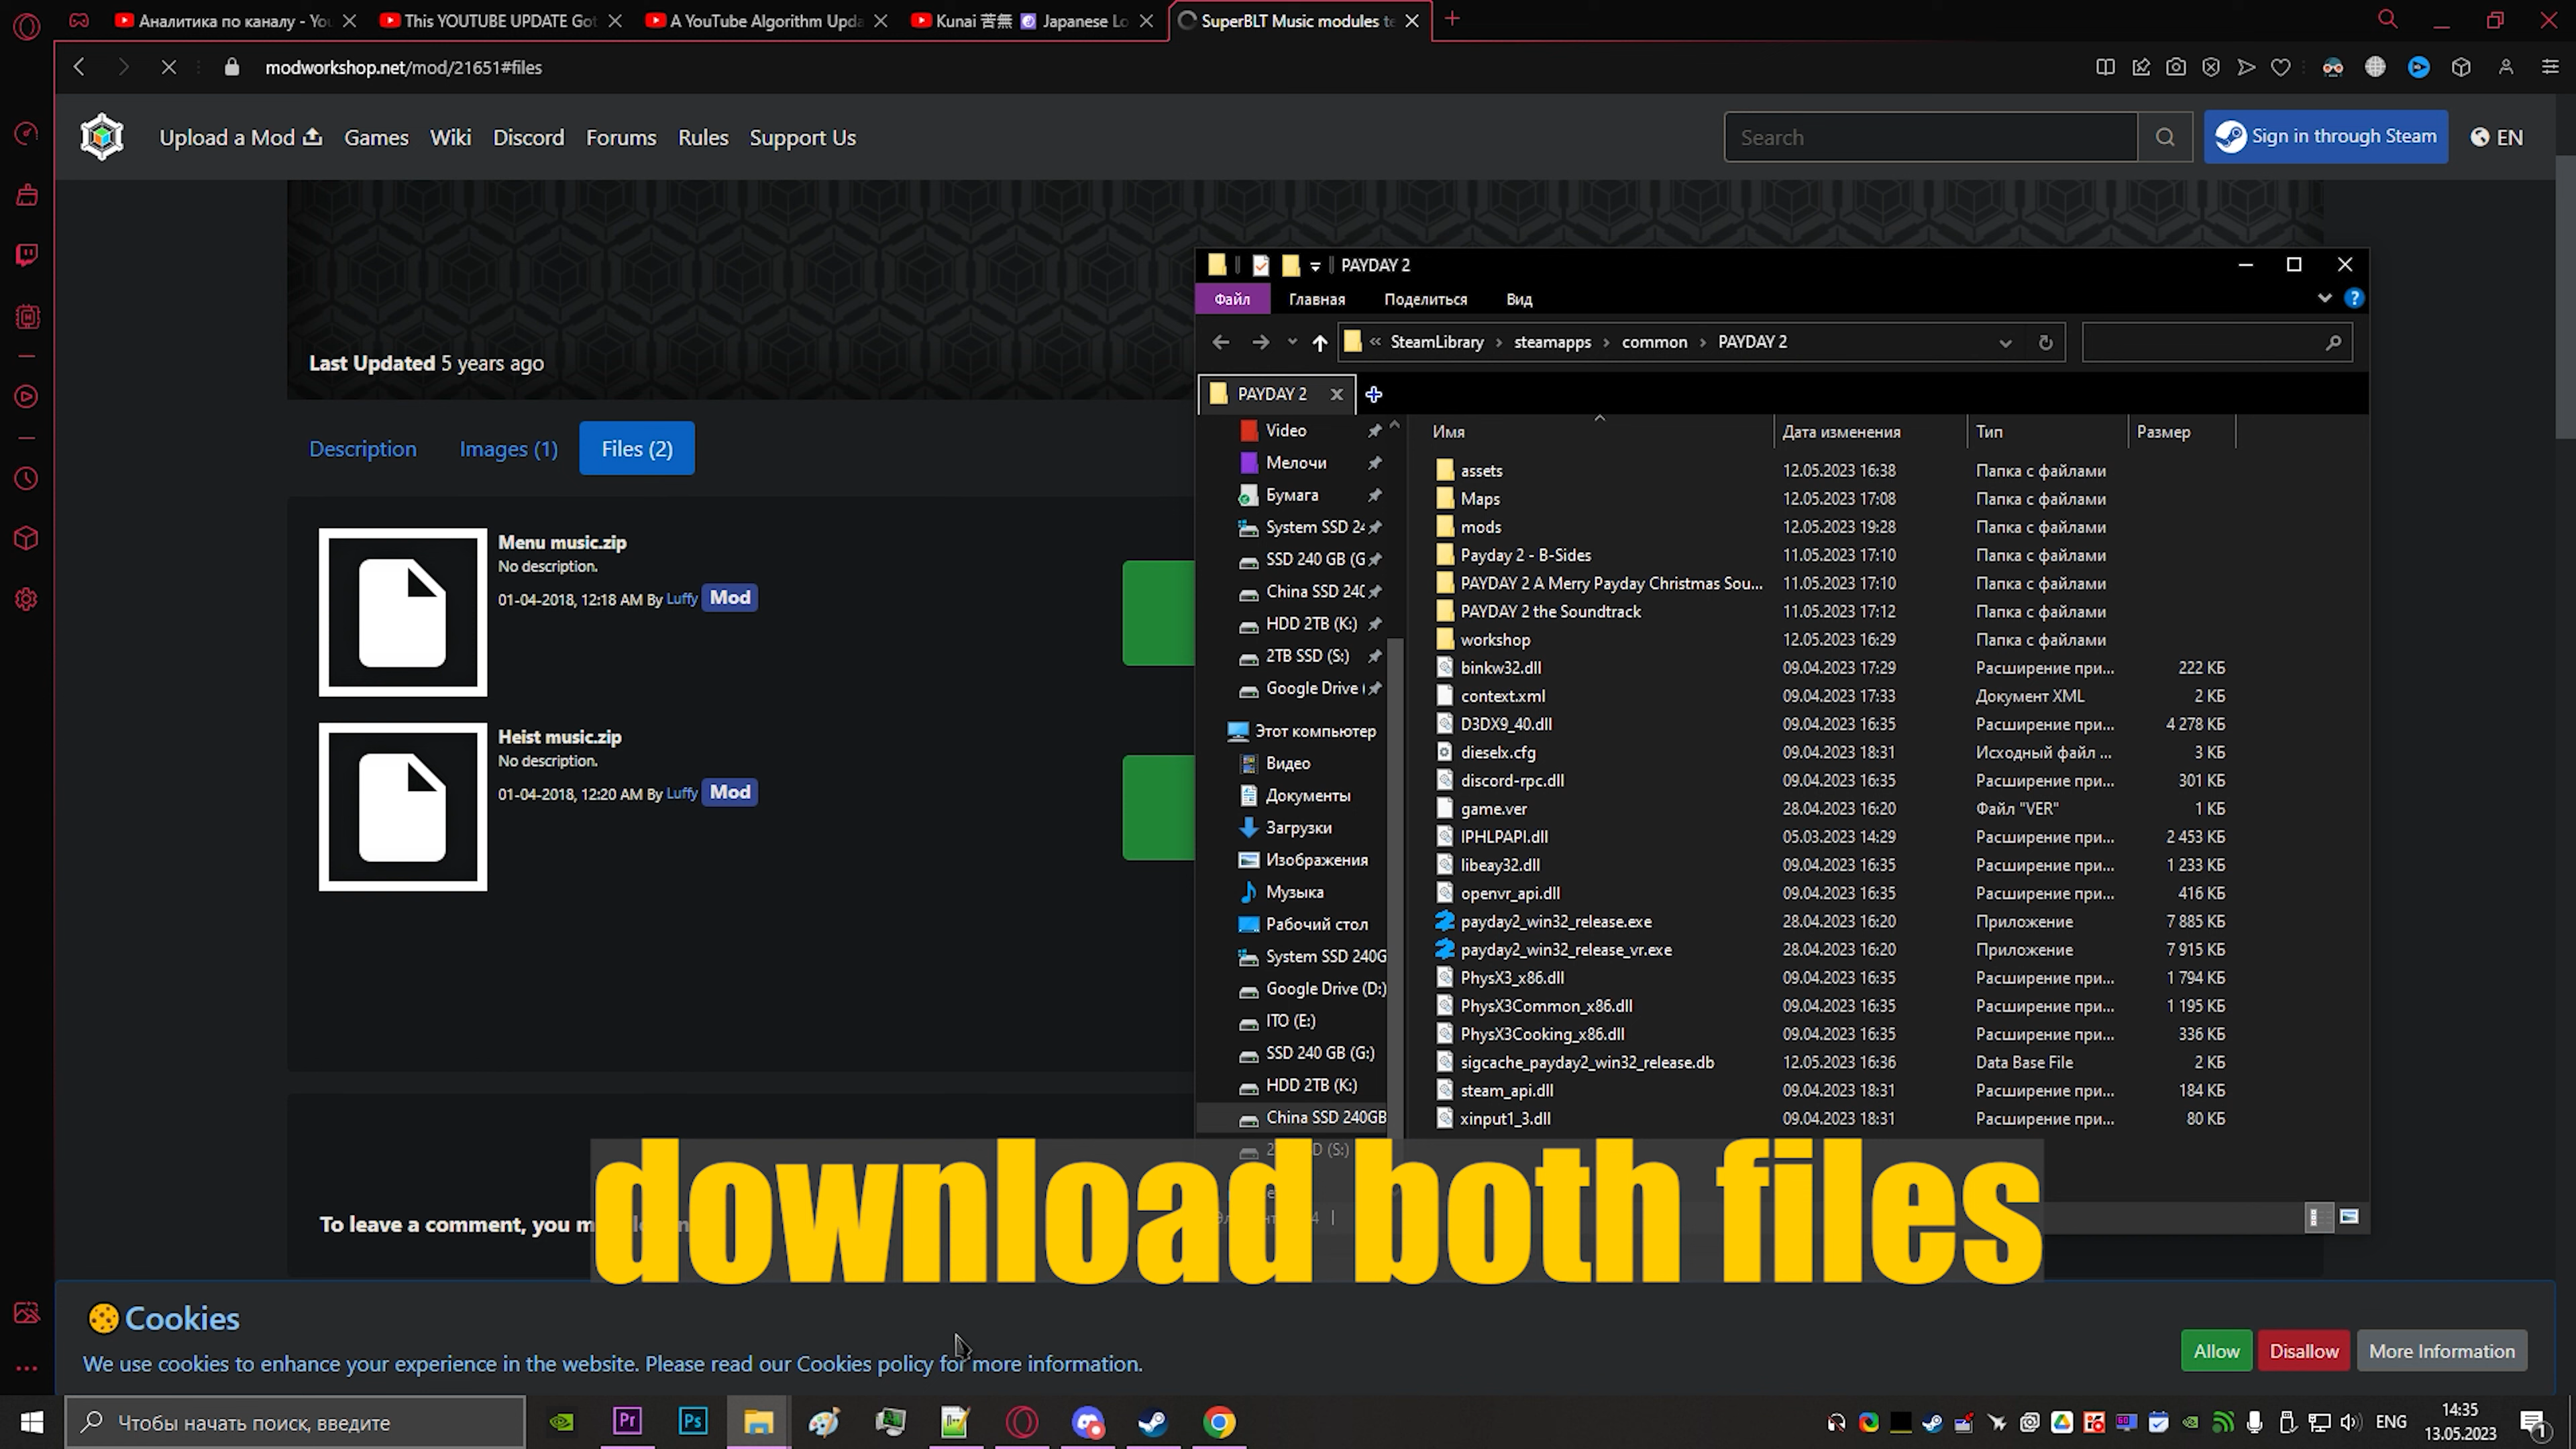 Аналитика по каналу - You
This YOUTUBE UPDATE Got
A YouTube Algorithm Upda
Kunai 苦無 Japanese Lo
SuperBLT Music modules te
modworkshop.net/mod/21651#files
Upload a Mod
Games
Wiki
Discord
Forums
Rules
Support Us
Search
Sign in through Steam
EN
Last Updated 5 years ago
Description
Images (1)
Files (2)
Menu music.zip
No description.
01-04-2018, 12:18 AM By Luffy Mod
Heist music.zip
No description.
01-04-2018, 12:20 AM By Luffy Mod
PAYDAY 2
Файл
Главная
Поделиться
Вид
« SteamLibrary › steamapps › common › PAYDAY 2
PAYDAY 2
Video
Мелочи
Бумага
System SSD 24
SSD 240 GB (G
China SSD 240
HDD 2TB (K:)
2TB SSD (S:)
Google Drive (
Этот компьютер
Видео
Документы
Загрузки
Изображения
Музыка
Рабочий стол
System SSD 240G
Google Drive (D:)
ITO (E:)
SSD 240 GB (G:)
HDD 2TB (K:)
China SSD 240GB
Имя Дата изменения Тип Размер
assets 12.05.2023 16:38 Папка с файлами
Maps 12.05.2023 17:08 Папка с файлами
mods 12.05.2023 19:28 Папка с файлами
Payday 2 - B-Sides 11.05.2023 17:10 Папка с файлами
PAYDAY 2 A Merry Payday Christmas Sou... 11.05.2023 17:10 Папка с файлами
PAYDAY 2 the Soundtrack 11.05.2023 17:12 Папка с файлами
workshop 12.05.2023 16:29 Папка с файлами
binkw32.dll 09.04.2023 17:29 Расширение при... 222 КБ
context.xml 09.04.2023 17:33 Документ XML 2 КБ
D3DX9_40.dll 09.04.2023 16:35 Расширение при... 4 278 КБ
dieselx.cfg 09.04.2023 18:31 Исходный файл ... 3 КБ
discord-rpc.dll 09.04.2023 16:35 Расширение при... 301 КБ
game.ver 28.04.2023 16:20 Файл "VER" 1 КБ
IPHLPAPI.dll 05.03.2023 14:29 Расширение при... 2 453 КБ
libeay32.dll 09.04.2023 16:35 Расширение при... 1 233 КБ
openvr_api.dll 09.04.2023 16:35 Расширение при... 416 КБ
payday2_win32_release.exe 28.04.2023 16:20 Приложение 7 885 КБ
payday2_win32_release_vr.exe 28.04.2023 16:20 Приложение 7 915 КБ
PhysX3_x86.dll 09.04.2023 16:35 Расширение при... 1 794 КБ
PhysX3Common_x86.dll 09.04.2023 16:35 Расширение при... 1 195 КБ
PhysX3Cooking_x86.dll 09.04.2023 16:35 Расширение при... 336 КБ
sigcache_payday2_win32_release.db 12.05.2023 16:36 Data Base File 2 КБ
steam_api.dll 09.04.2023 18:31 Расширение при... 184 КБ
xinput1_3.dll 09.04.2023 18:31 Расширение при... 80 КБ
To leave a comment, you m
download both files
Cookies
We use cookies to enhance your experience in the website. Please read our Cookies policy for more information.
Allow
Disallow
More Information
Чтобы начать поиск, введите
Pr
Ps
60
ENG
14:35
13.05.2023
1